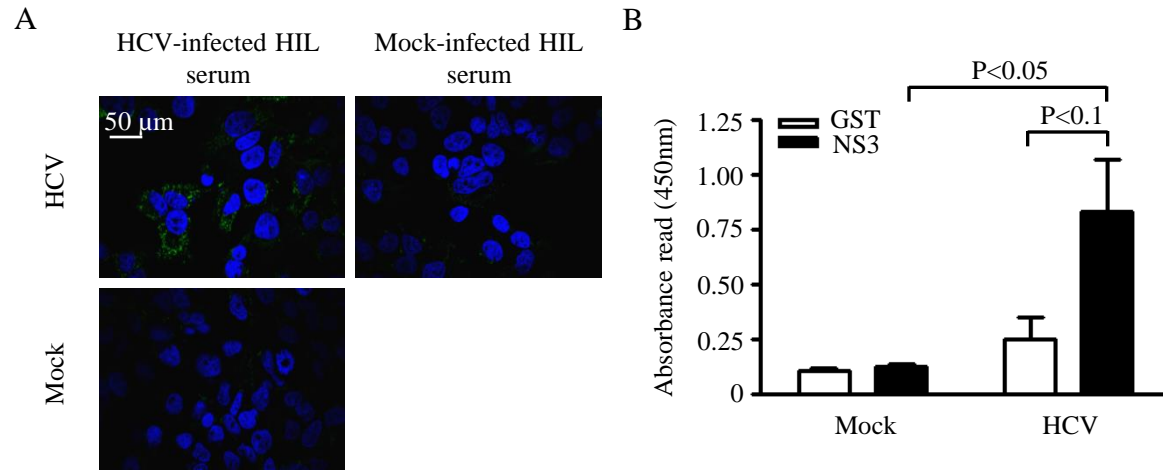 A
HCV-infected HIL
serum
Mock-infected HIL
serum
HCV
50 µm
Mock
B
P<0.05
P<0.1
GST
NS3
Absorbance read (450nm)
1.25
1.00
0.75
0.50
0.25
0
Mock
HCV